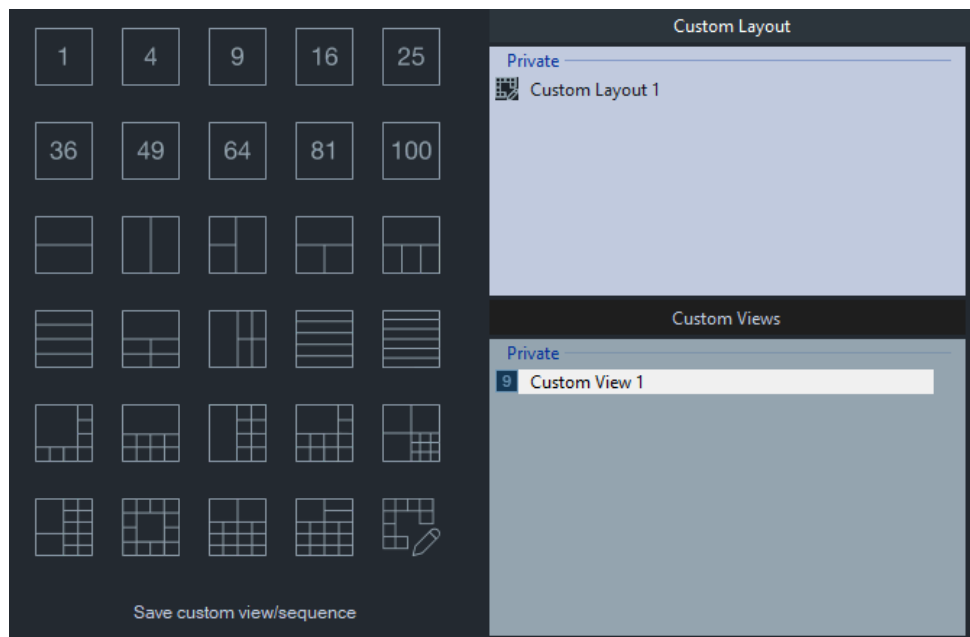 1 4 9 16 25
36 49 64 81 100
Save custom view/sequence
Custom Layout
Private
Custom Layout 1
Custom Views
Private
9 Custom View 1